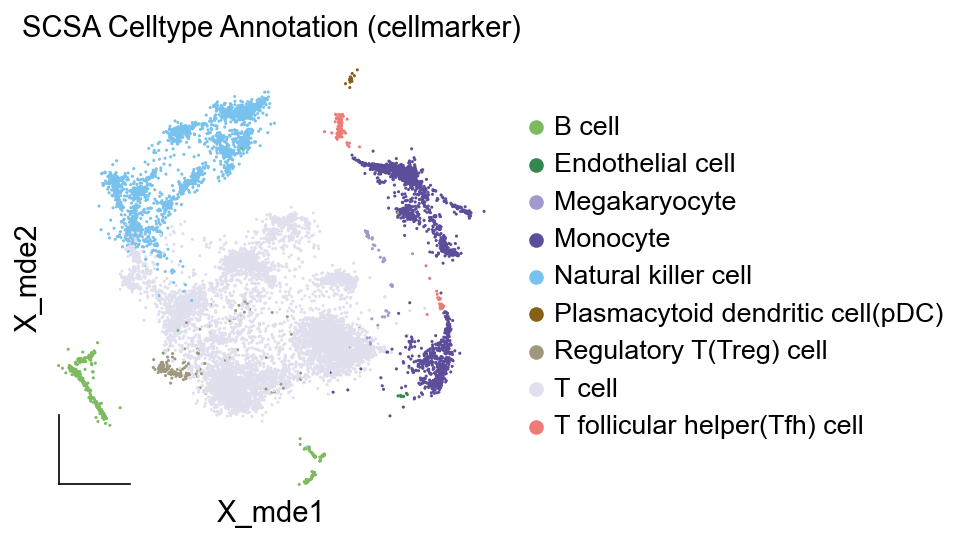 SCSA Celltype Annotation (cellmarker)
B cell
Endothelial cell
Megakaryocyte
Monocyte
Natural killer cell
Plasmacytoid dendritic cell(pDC)
Regulatory T(Treg) cell
T cell
T follicular helper(Tfh) cell
X_mde2
X_mde1